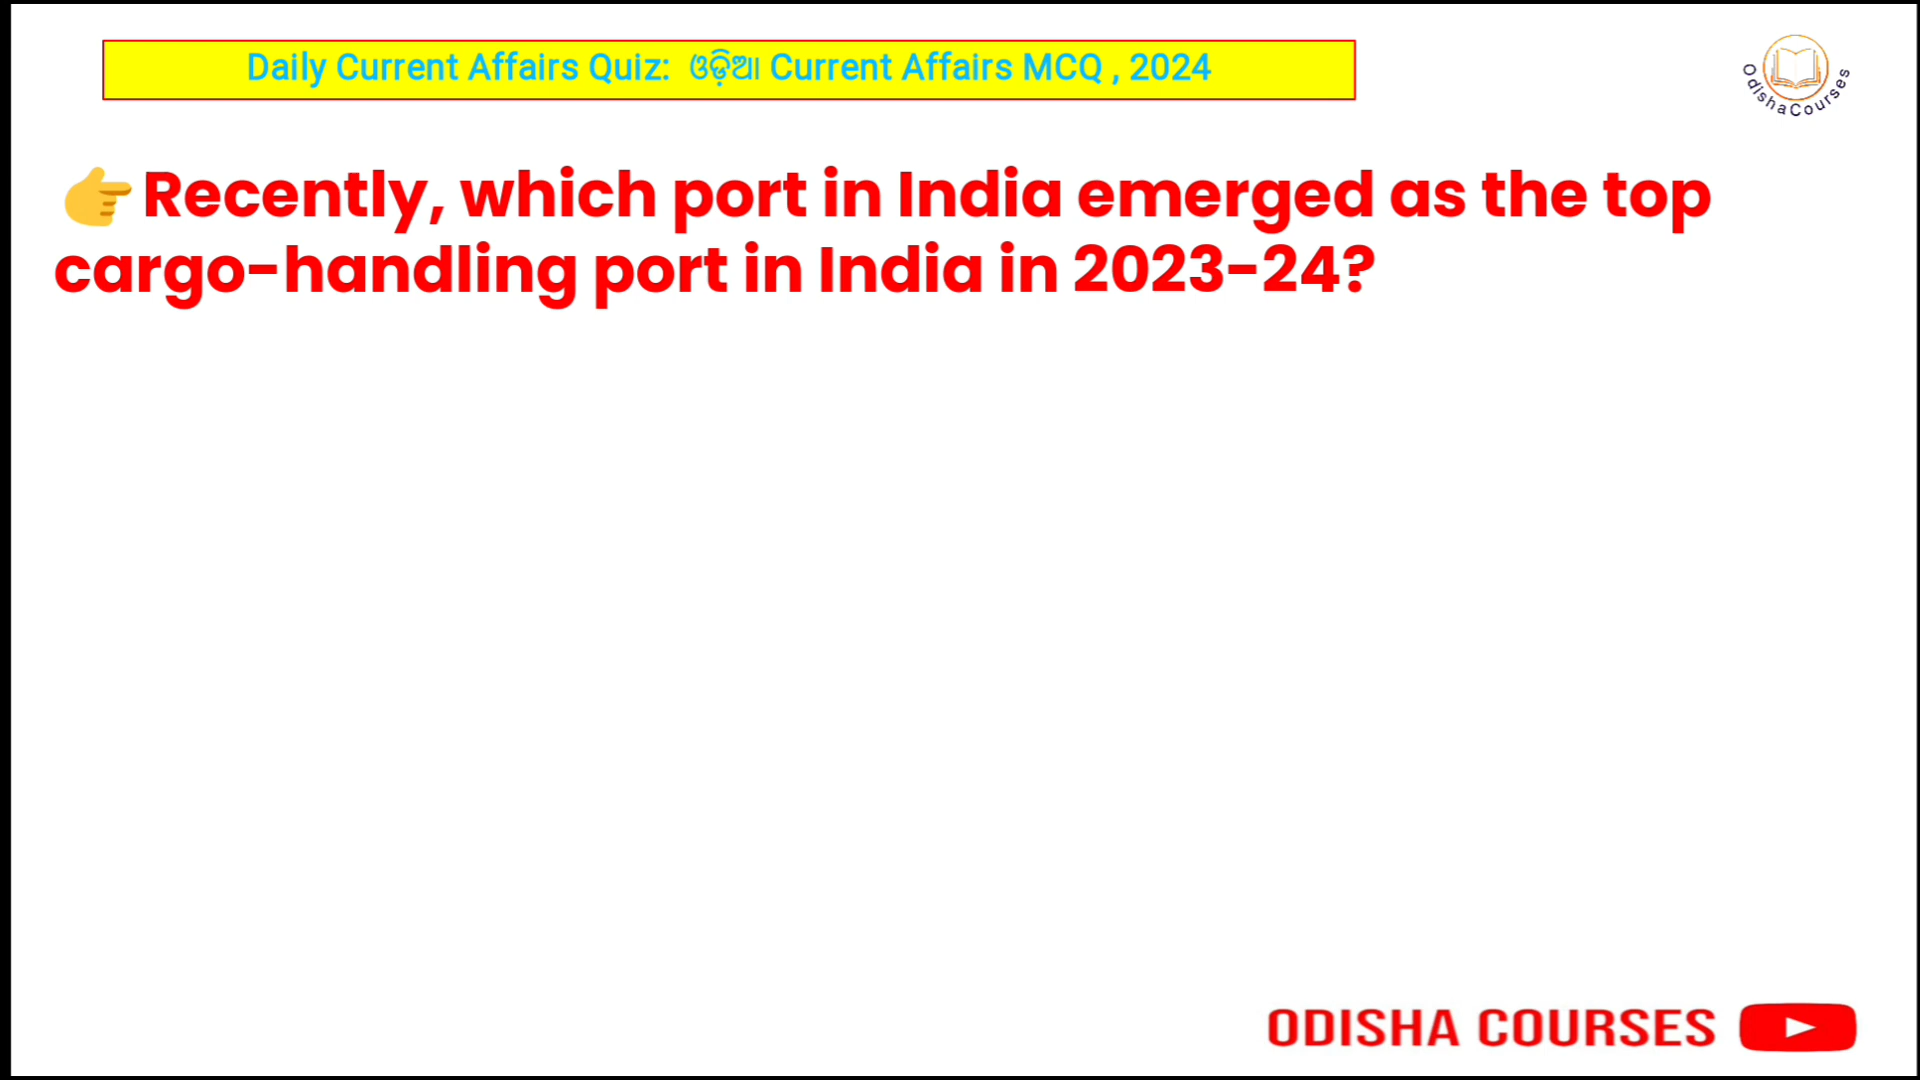 Daily Current Affairs Quiz: ଓଡ଼ିଆ Current Affairs MCQ , 2024
OdishaCourses
👉Recently, which port in India emerged as the top
cargo-handling port in India in 2023-24?
ODISHA COURSES